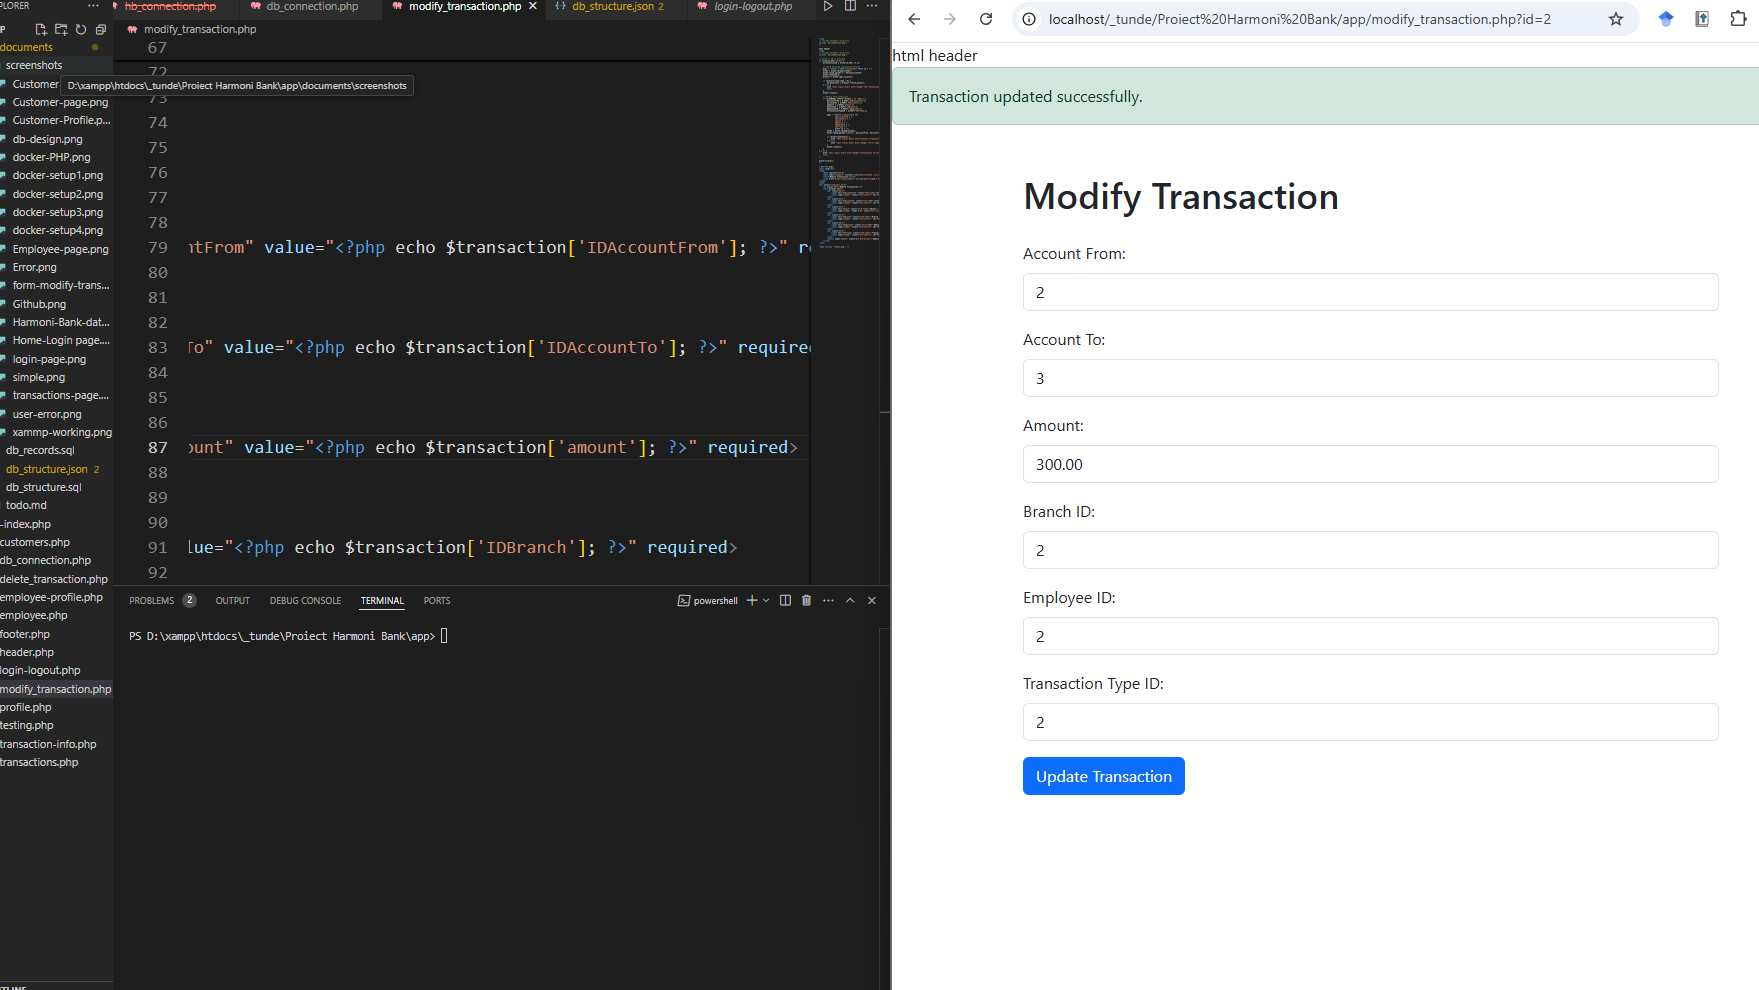 PLORER
documents
screenshots
Customer-
D:\xampp\htdocs\_tunde\Proiect Harmoni Bank\app\documents\screenshots
Customer-page.png
Customer-Profile.p...
db-design.png
docker-PHP.png
docker-setup1.png
docker-setup2.png
docker-setup3.png
docker-setup4.png
Employee-page.png
Error.png
form-modify-trans...
Github.png
Harmoni-Bank-dat...
Home-Login page....
login-page.png
simple.png
transactions-page....
user-error.png
xammp-working.png
db_records.sql
db_structure.json 2
db_structure.sql
todo.md
-index.php
customers.php
db_connection.php
delete_transaction.php
employee-profile.php
employee.php
footer.php
header.php
login-logout.php
modify_transaction.php
profile.php
testing.php
transaction-info.php
transactions.php
hb_connection.php
db_connection.php
modify_transaction.php
db_structure.json 2
login-logout.php
modify_transaction.php
67
72
73
74
75
76
77
78
79 ntFrom" value="<?php echo $transaction['IDAccountFrom']; ?>" re
80
81
82
83 To" value="<?php echo $transaction['IDAccountTo']; ?>" required
84
85
86
87 ount" value="<?php echo $transaction['amount']; ?>" required>
88
89
90
91 lue="<?php echo $transaction['IDBranch']; ?>" required>
92
PROBLEMS 2 OUTPUT DEBUG CONSOLE TERMINAL PORTS
powershell
PS D:\xampp\htdocs\_tunde\Proiect Harmoni Bank\app>
localhost/_tunde/Proiect%20Harmoni%20Bank/app/modify_transaction.php?id=2
html header
Transaction updated successfully.
Modify Transaction
Account From:
2
Account To:
3
Amount:
300.00
Branch ID:
2
Employee ID:
2
Transaction Type ID:
2
Update Transaction